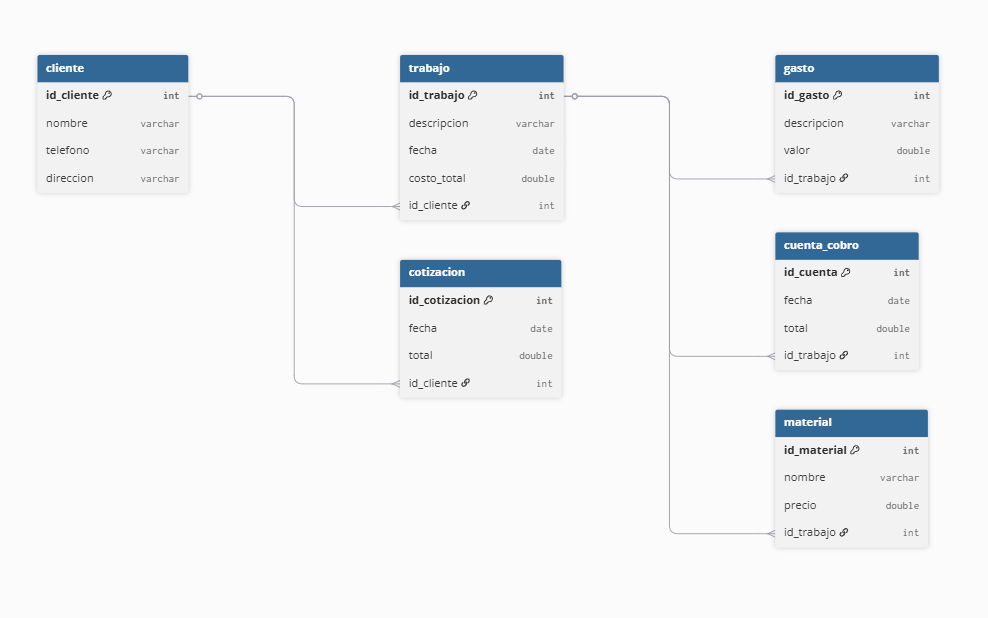 cliente
id_cliente int
nombre varchar
telefono varchar
direccion varchar
trabajo
id_trabajo int
descripcion varchar
fecha date
costo_total double
id_cliente int
cotizacion
id_cotizacion int
fecha date
total double
id_cliente int
gasto
id_gasto int
descripcion varchar
valor double
id_trabajo int
cuenta_cobro
id_cuenta int
fecha date
total double
id_trabajo int
material
id_material int
nombre varchar
precio double
id_trabajo int